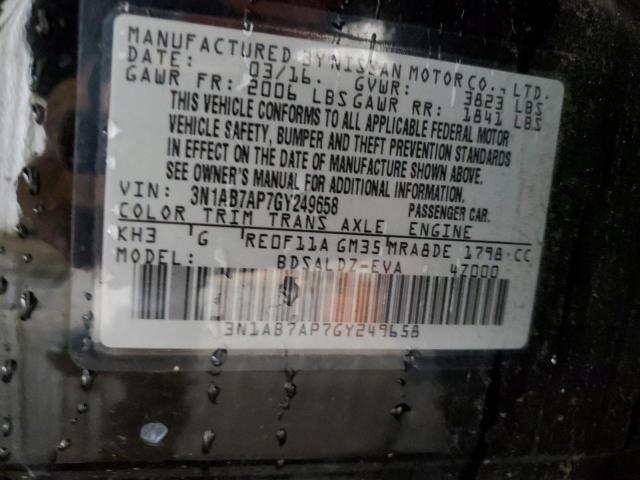 MANUFACTURED BY NISSAN MOTOR CO., LTD.
DATE: 03/16. GVWR: 3823 LBS
GAWR FR: 2006 LBS GAWR RR: 1841 LBS
THIS VEHICLE CONFORMS TO ALL APPLICABLE FEDERAL MOTOR
VEHICLE SAFETY, BUMPER AND THEFT PREVENTION STANDARDS
IN EFFECT ON THE DATE OF MANUFACTURE SHOWN ABOVE.
SEE OWNER'S MANUAL FOR ADDITIONAL DETAILS.
VIN: 3N1AB7AP7GY249658 PASSENGER CAR.
COLOR TRIM TRANS AXLE ENGINE
KH3 G RE0F11A GM35 MRA8DE 1798 CC
MODEL: BDSALDZ-EVA 47000
3N1AB7AP7GY249658